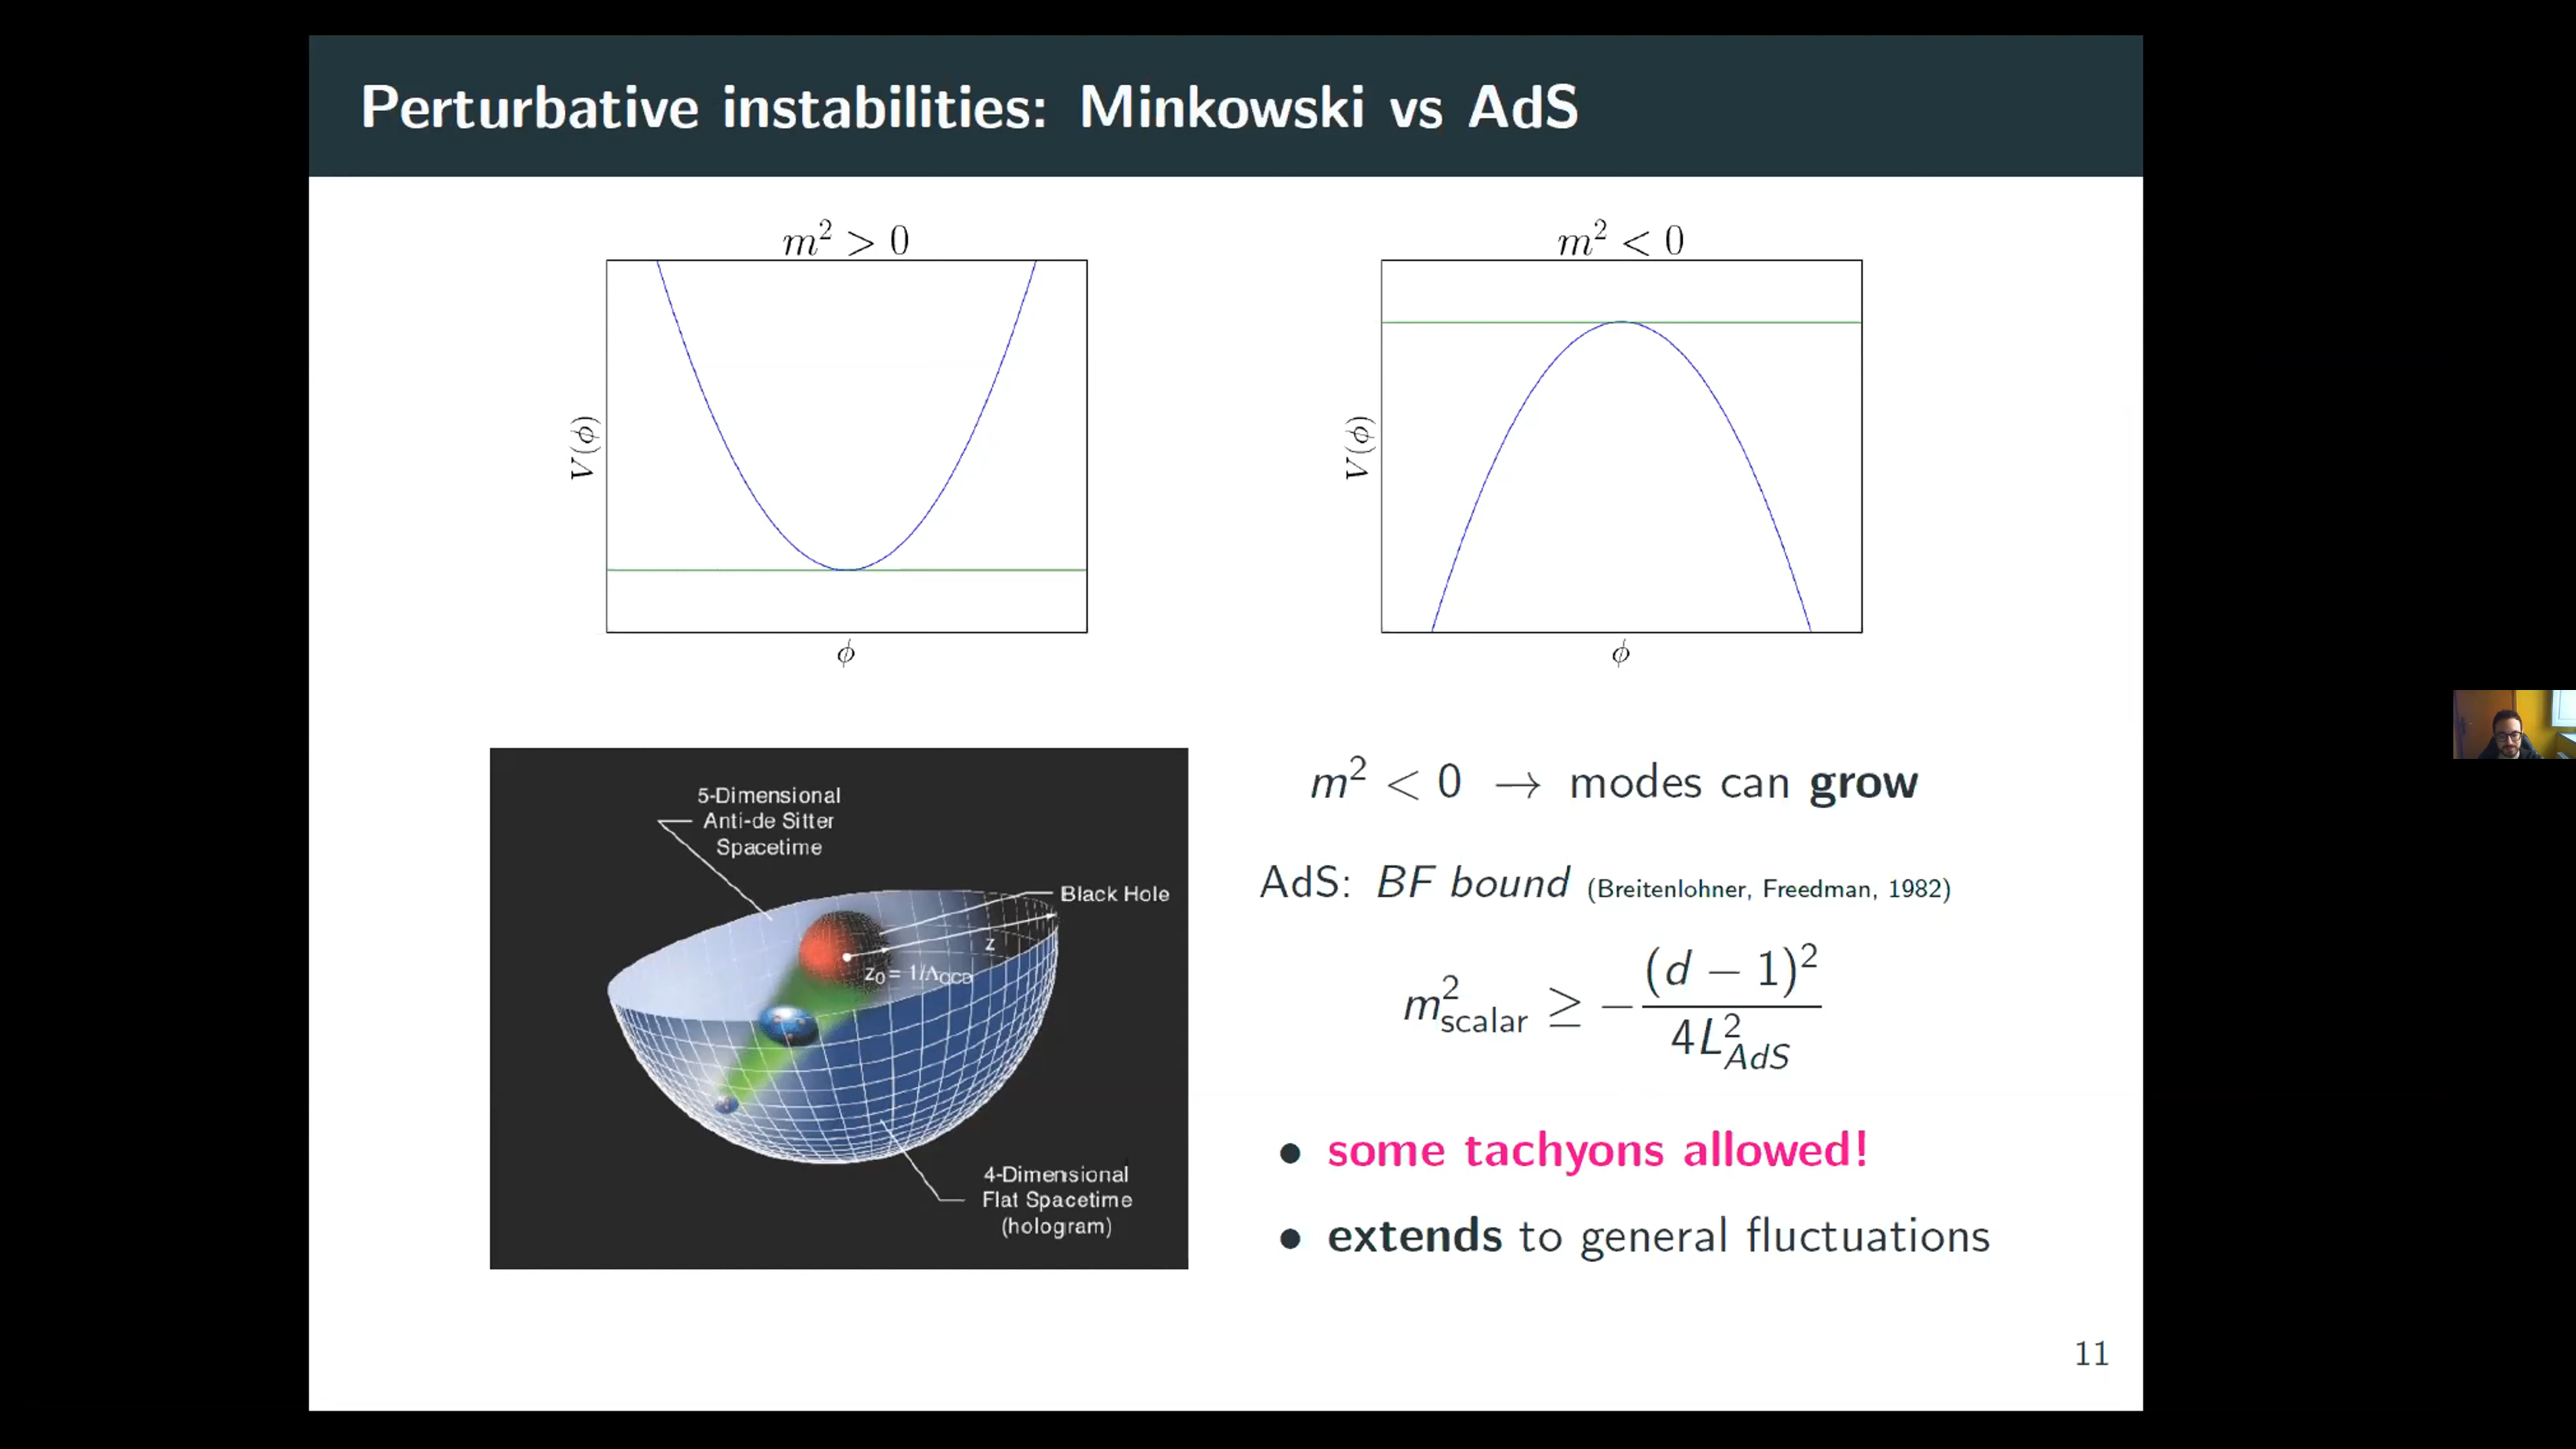 Perturbative instabilities: Minkowski vs AdS
m² > 0
V(ϕ)
ϕ
m² < 0
V(ϕ)
ϕ
5-Dimensional
Anti-de Sitter
Spacetime
Black Hole
z
z₀ = 1/Λ_QCD
4-Dimensional
Flat Spacetime
(hologram)
m² < 0 → modes can grow
AdS: BF bound (Breitenlohner, Freedman, 1982)
m²_scalar ≥ −(d − 1)² / 4L²_AdS
• some tachyons allowed!
• extends to general fluctuations
11